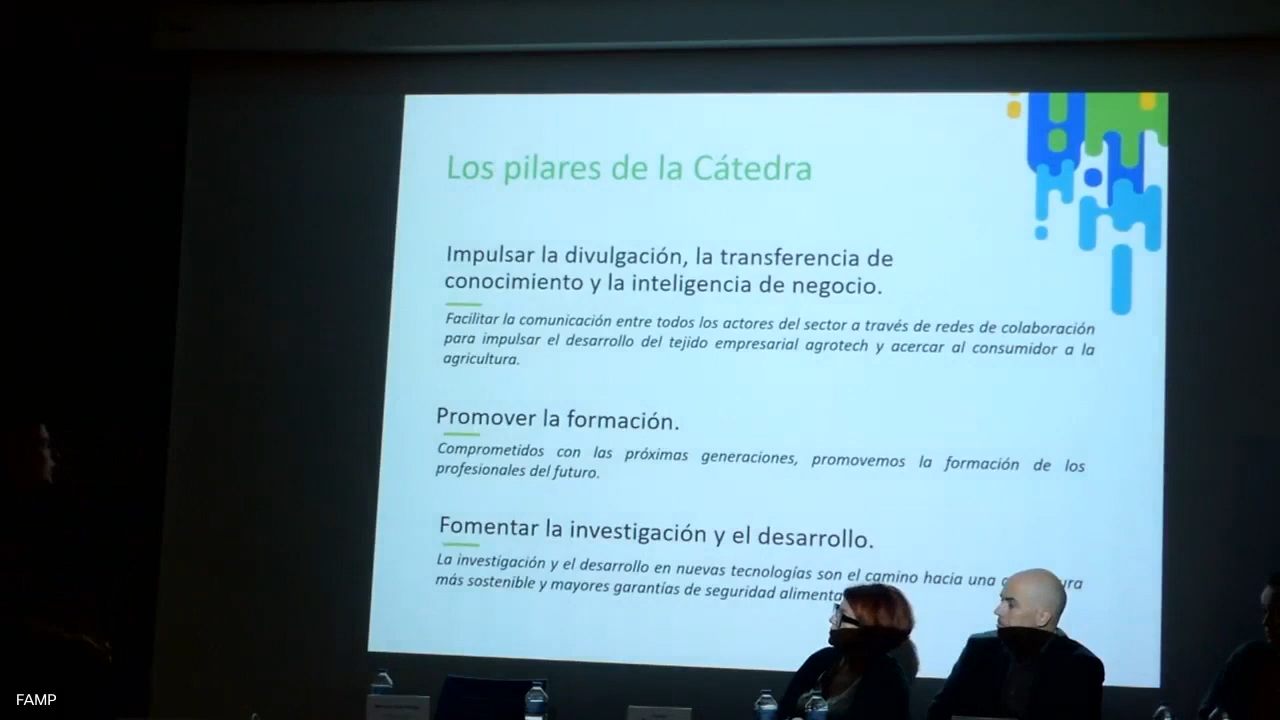 Los pilares de la Cátedra
Impulsar la divulgación, la transferencia de
conocimiento y la inteligencia de negocio.
Facilitar la comunicación entre todos los actores del sector a través de redes de colaboración
para impulsar el desarrollo del tejido empresarial agrotech y acercar al consumidor a la
agricultura.
Promover la formación.
Comprometidos con las próximas generaciones, promovemos la formación de los
profesionales del futuro.
Fomentar la investigación y el desarrollo.
La investigación y el desarrollo en nuevas tecnologías son el camino hacia una
más sostenible y mayores garantías de seguridad
FAMP